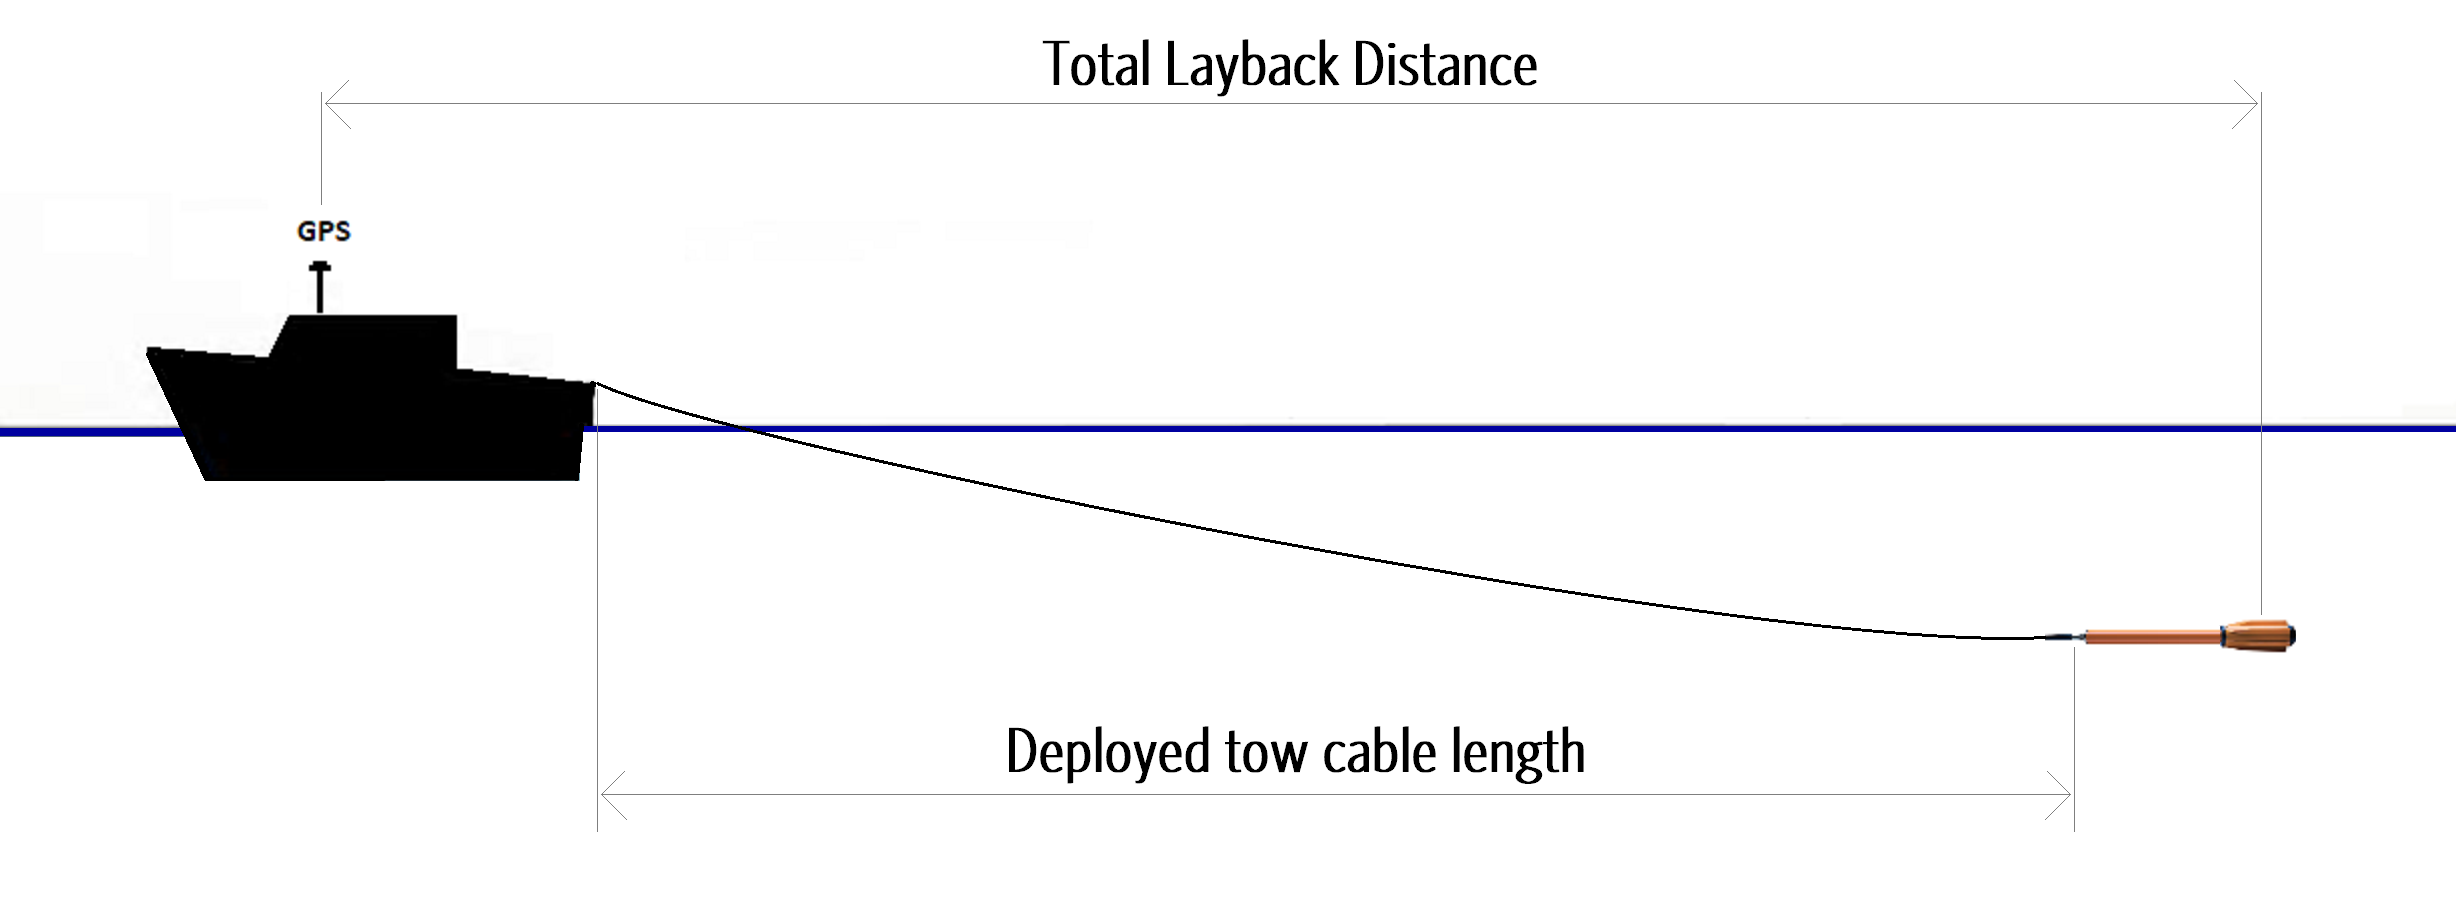 Total Layback Distance
GPS
Deployed tow cable length